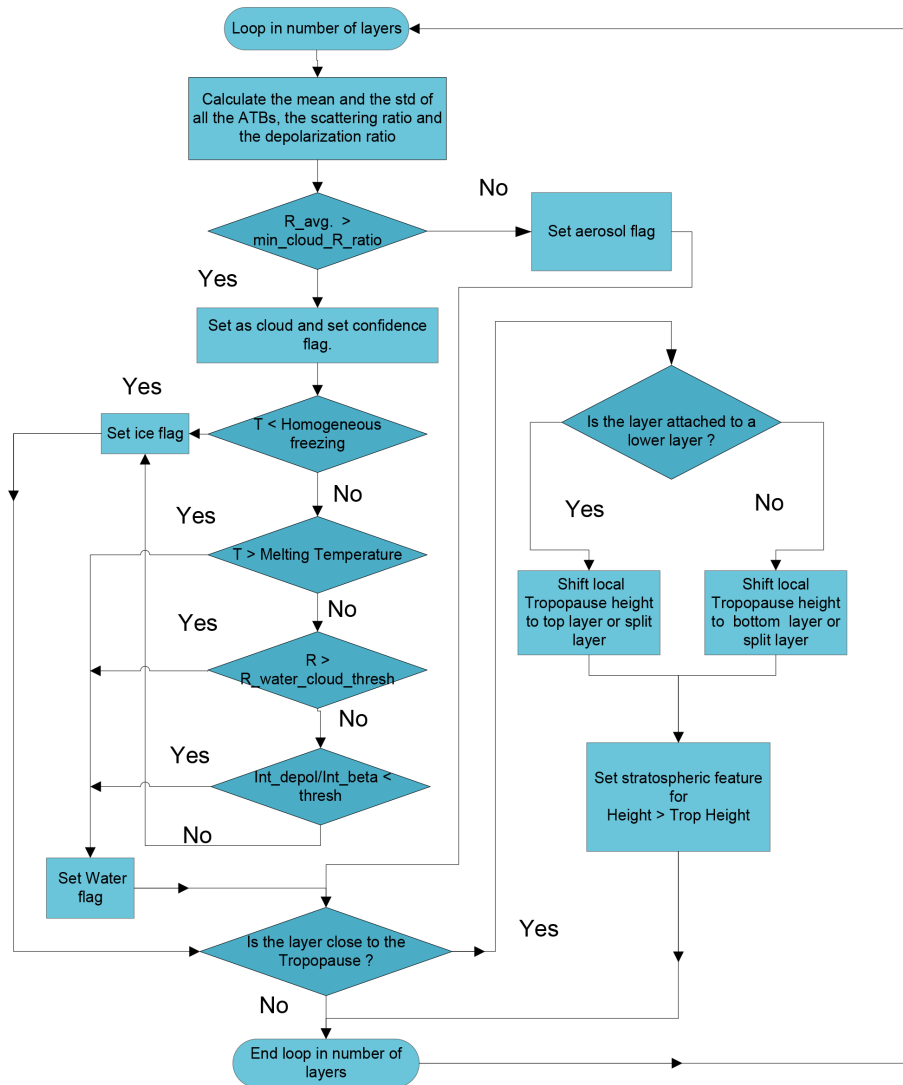 Loop in number of layers
Calculate the mean and the std of
all the ATBs, the scattering ratio and
the depolarization ratio
No
R_avg. >
min_cloud_R_ratio
Set aerosol flag
Yes
Set as cloud and set confidence
flag.
Yes
Set ice flag
T < Homogeneous
freezing
Is the layer attached to a
lower layer ?
No
Yes
Yes
No
T > Melting Temperature
Shift local
Tropopause height
to top layer or split
layer
Shift local
Tropopause height
to bottom layer or
split layer
No
Yes
R >
R_water_cloud_thresh
No
Yes
Int_depol/Int_beta <
thresh
Set stratospheric feature
for
Height > Trop Height
No
Set Water
flag
Is the layer close to the
Tropopause ?
Yes
No
End loop in number of
layers